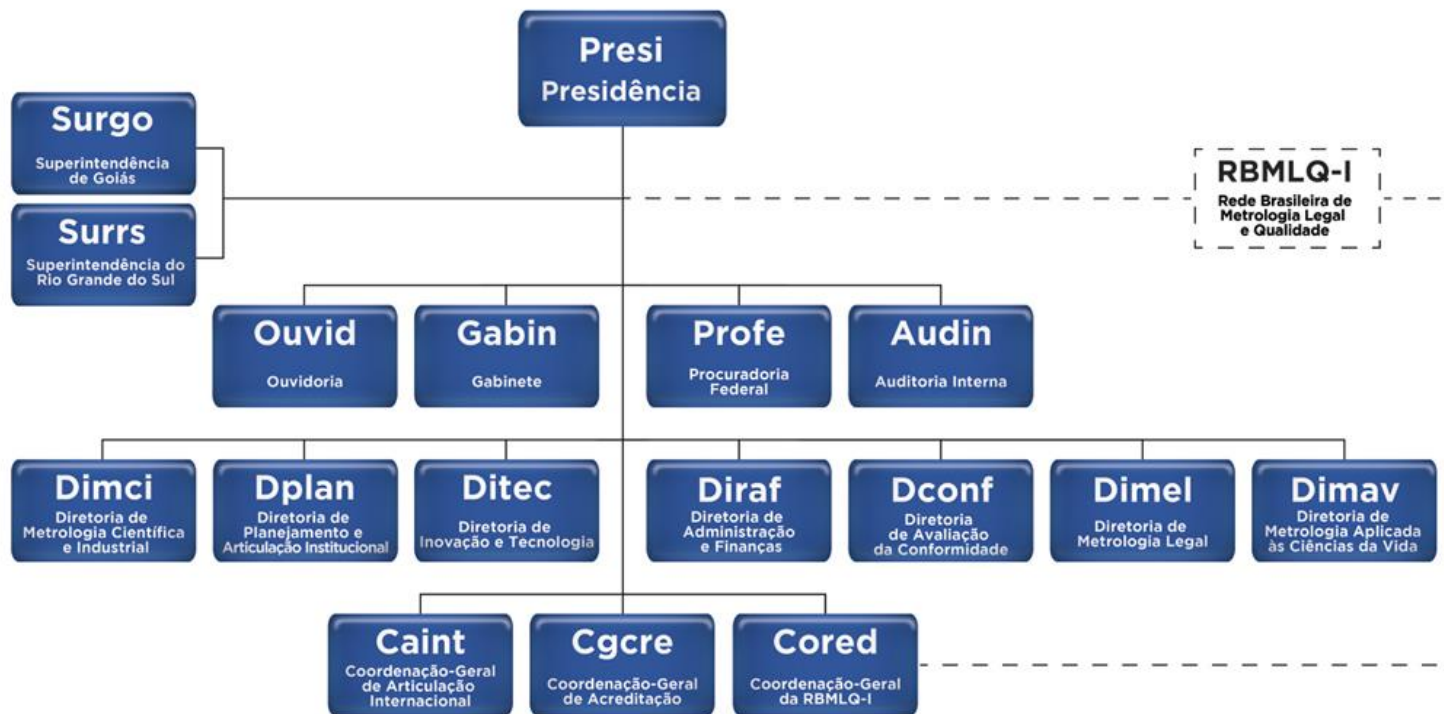 Presi
Presidência
Surgo
Superintendência
de Goiás
Surrs
Superintendência do
Rio Grande do Sul
RBMLQ-I
Rede Brasileira de
Metrologia Legal
e Qualidade
Ouvid
Ouvidoria
Gabin
Gabinete
Profe
Procuradoria
Federal
Audin
Auditoria Interna
Dimci
Diretoria de
Metrologia Científica
e Industrial
Dplan
Diretoria de
Planejamento e
Articulação Institucional
Ditec
Diretoria de
Inovação e Tecnologia
Diraf
Diretoria de
Administração
e Finanças
Dconf
Diretoria
de Avaliação
da Conformidade
Dimel
Diretoria de
Metrologia Legal
Dimav
Diretoria de
Metrologia Aplicada
às Ciências da Vida
Caint
Coordenação-Geral
de Articulação
Internacional
Cgcre
Coordenação-Geral
de Acreditação
Cored
Coordenação-Geral
da RBMLQ-I